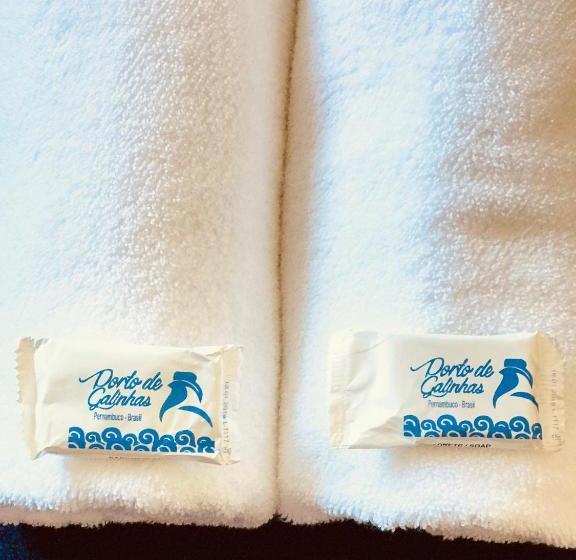 Porto de
Galinhas
Pernambuco - Brasil
Porto de
Galinhas
Pernambuco - Brasil
/ SOAP